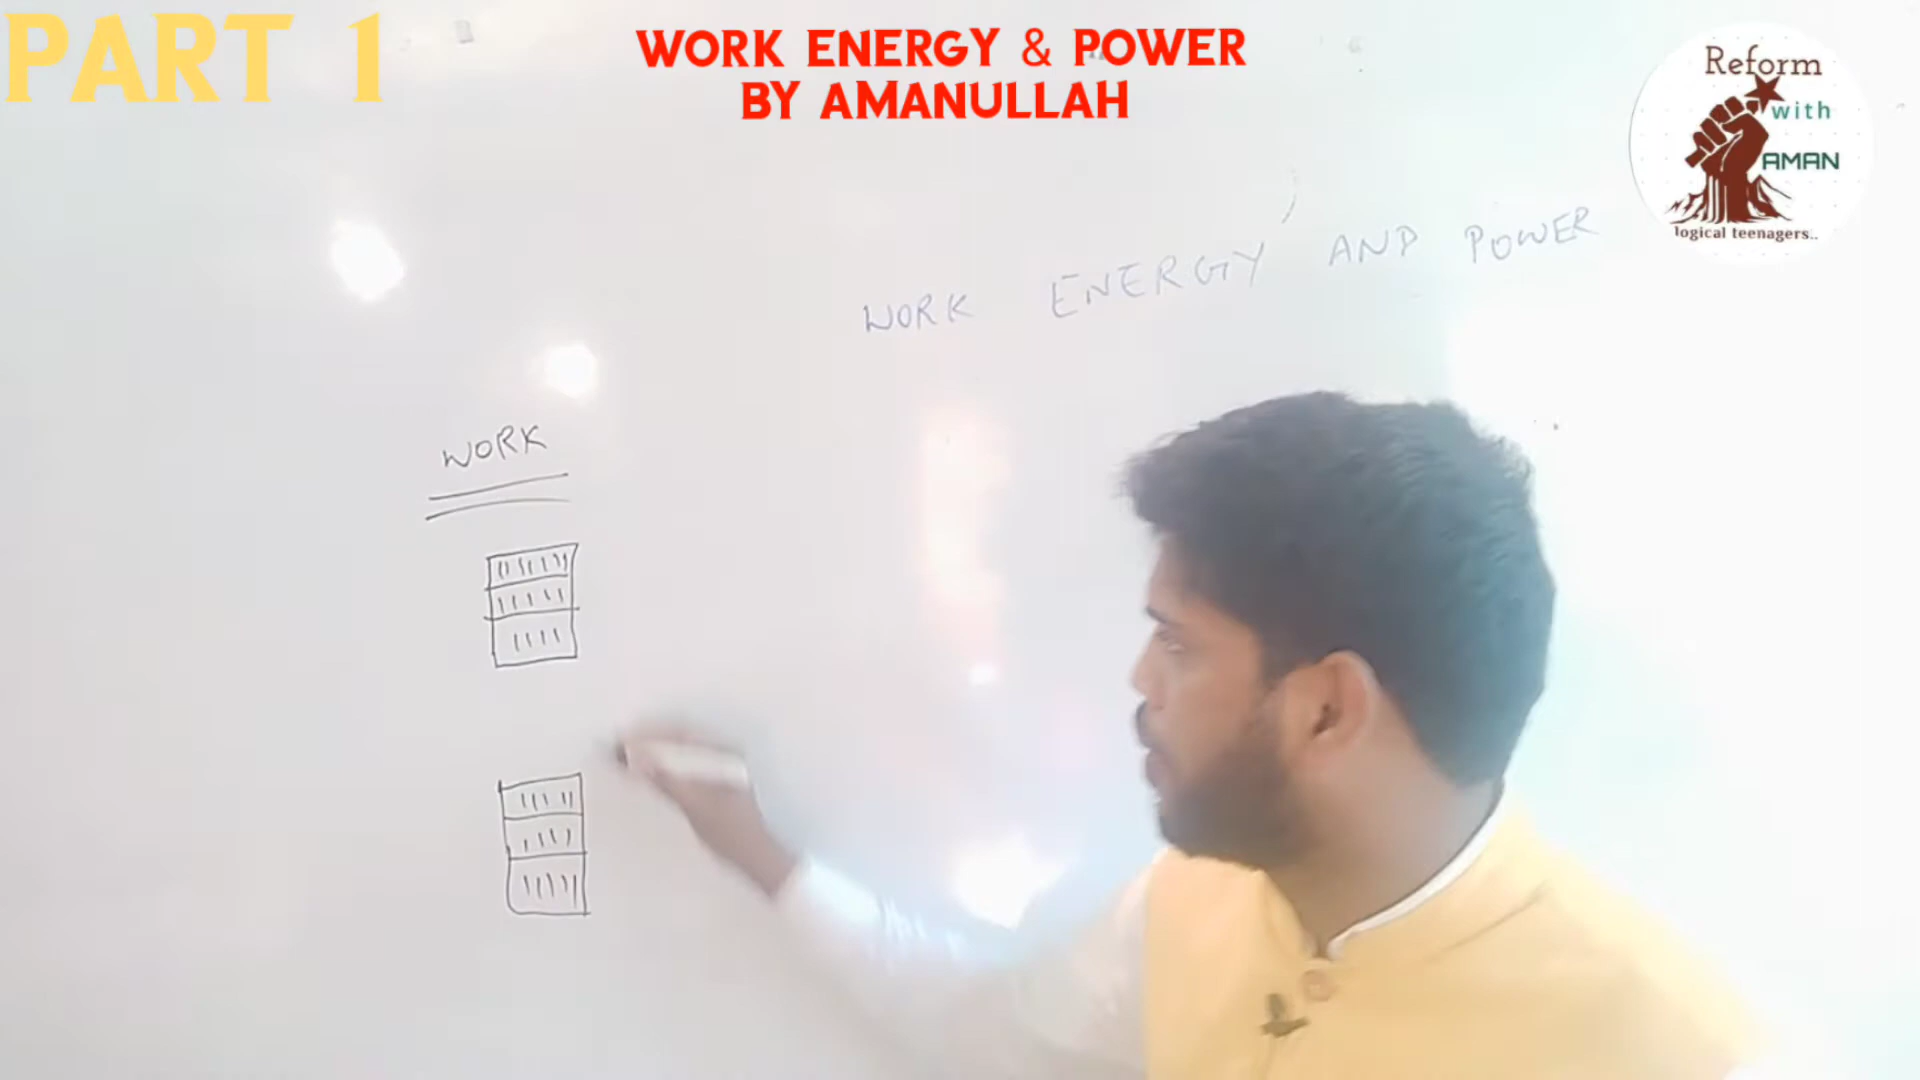 PART 1
WORK ENERGY & POWER
BY AMANULLAH
Reform
with
AMAN
logical teenagers..
WORK ENERGY AND POWER
WORK